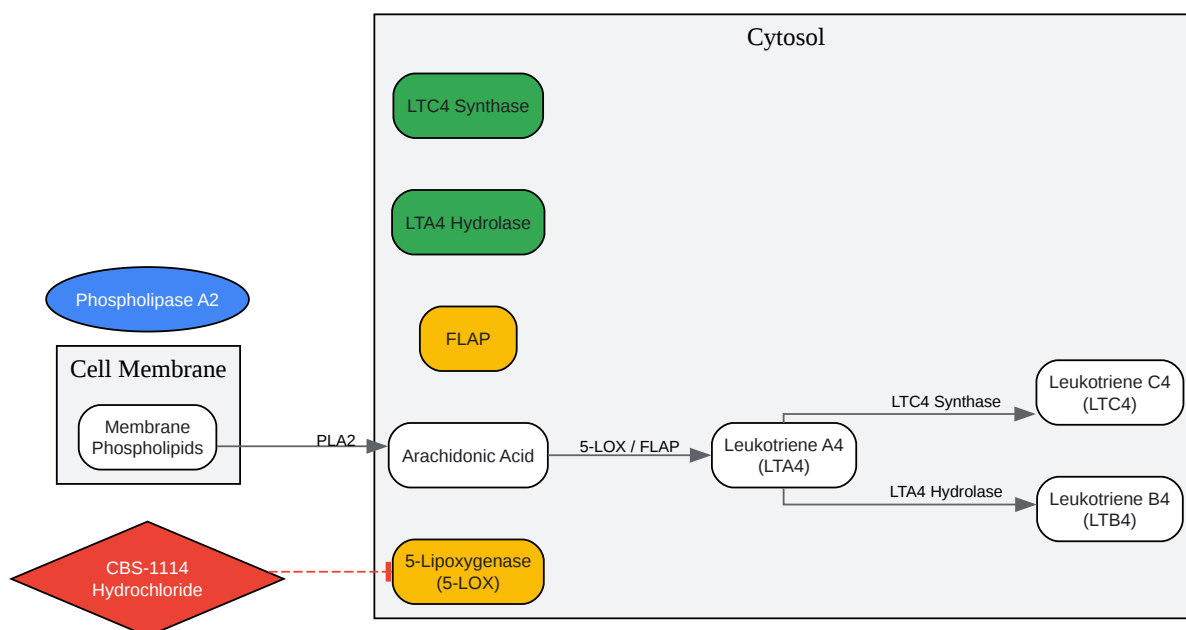 Cytosol
LTC4 Synthase
LTA4 Hydrolase
Phospholipase A2
FLAP
Cell Membrane
Membrane
Phospholipids
PLA2
Arachidonic Acid
5-LOX / FLAP
Leukotriene A4
(LTA4)
LTC4 Synthase
Leukotriene C4
(LTC4)
LTA4 Hydrolase
Leukotriene B4
(LTB4)
CBS-1114
Hydrochloride
5-Lipoxygenase
(5-LOX)